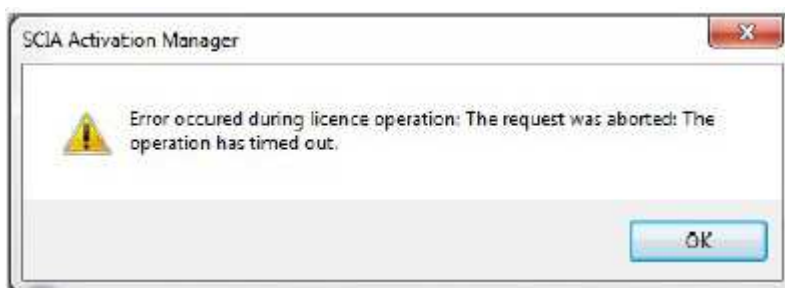 SCIA Activation Manager
Error occured during licence operation: The request was aborted: The
operation has timed out.
OK